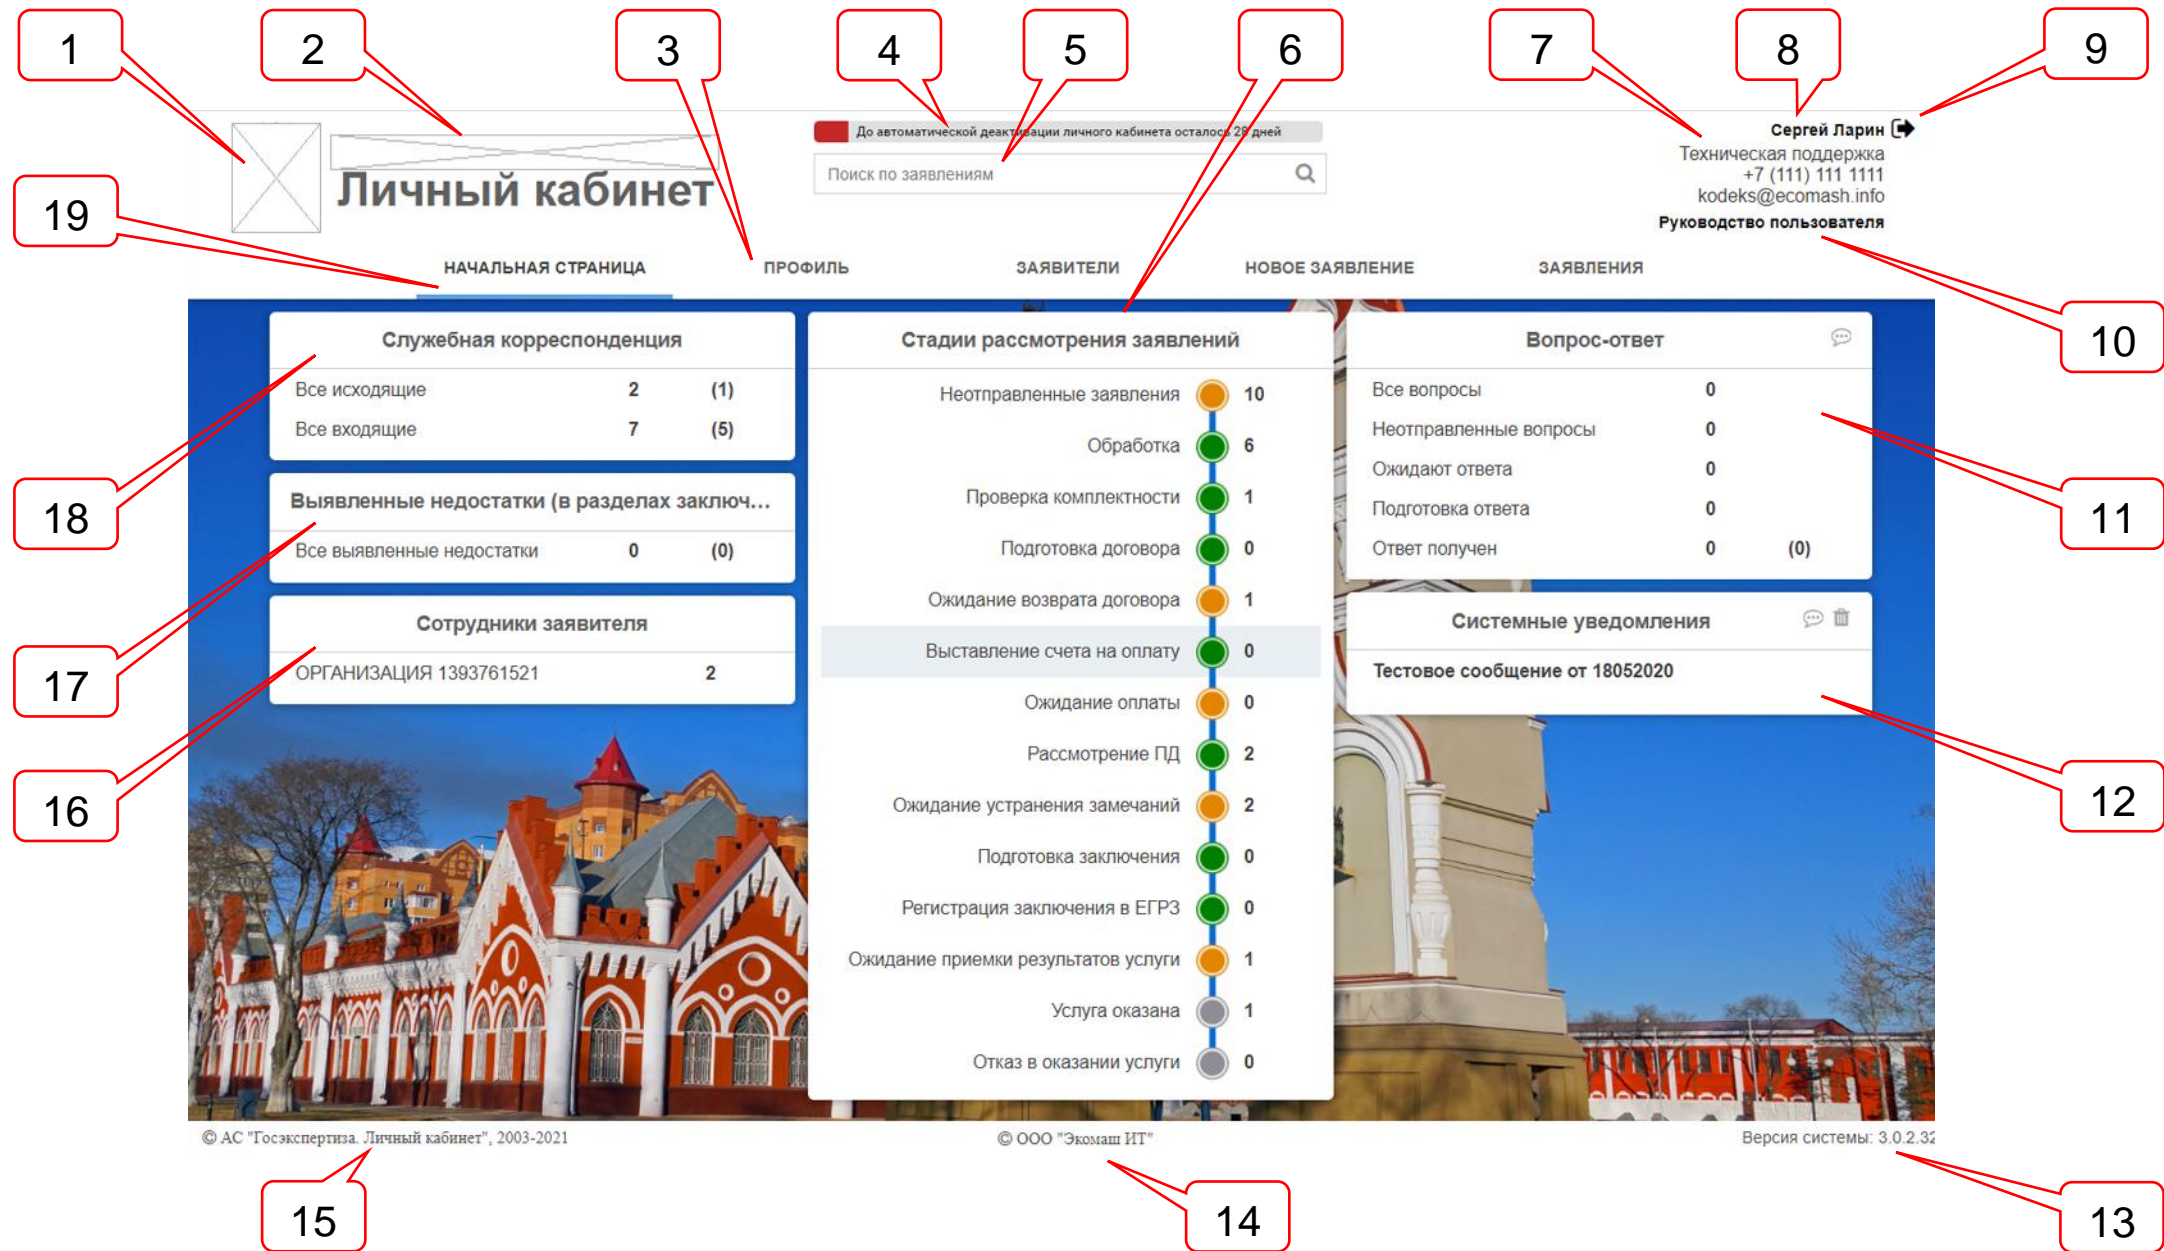 1
2
3
4
5
6
7
8
9
До автоматической деактивации личного кабинета осталось 28 дней
Сергей Ларин
Поиск по заявлениям
Техническая поддержка
+7 (111) 111 1111
kodeks@ecomash.info
Личный кабинет
19
Руководство пользователя
НАЧАЛЬНАЯ СТРАНИЦА
ПРОФИЛЬ
ЗАЯВИТЕЛИ
НОВОЕ ЗАЯВЛЕНИЕ
ЗАЯВЛЕНИЯ
10
Служебная корреспонденция
Все исходящие 2 (1)
Все входящие 7 (5)
18
Выявленные недостатки (в разделах заключ...
Все выявленные недостатки 0 (0)
17
Сотрудники заявителя
ОРГАНИЗАЦИЯ 1393761521 2
16
Стадии рассмотрения заявлений
Неотправленные заявления 10
Обработка 6
Проверка комплектности 1
Подготовка договора 0
Ожидание возврата договора 1
Выставление счета на оплату 0
Ожидание оплаты 0
Рассмотрение ПД 2
Ожидание устранения замечаний 2
Подготовка заключения 0
Регистрация заключения в ЕГРЗ 0
Ожидание приемки результатов услуги 1
Услуга оказана 1
Отказ в оказании услуги 0
Вопрос-ответ
Все вопросы 0
Неотправленные вопросы 0
Ожидают ответа 0
Подготовка ответа 0
Ответ получен 0 (0)
11
Системные уведомления
Тестовое сообщение от 18052020
12
© АС "Госэкспертиза. Личный кабинет", 2003-2021
© ООО "Экомаш ИТ"
Версия системы: 3.0.2.32
15
14
13